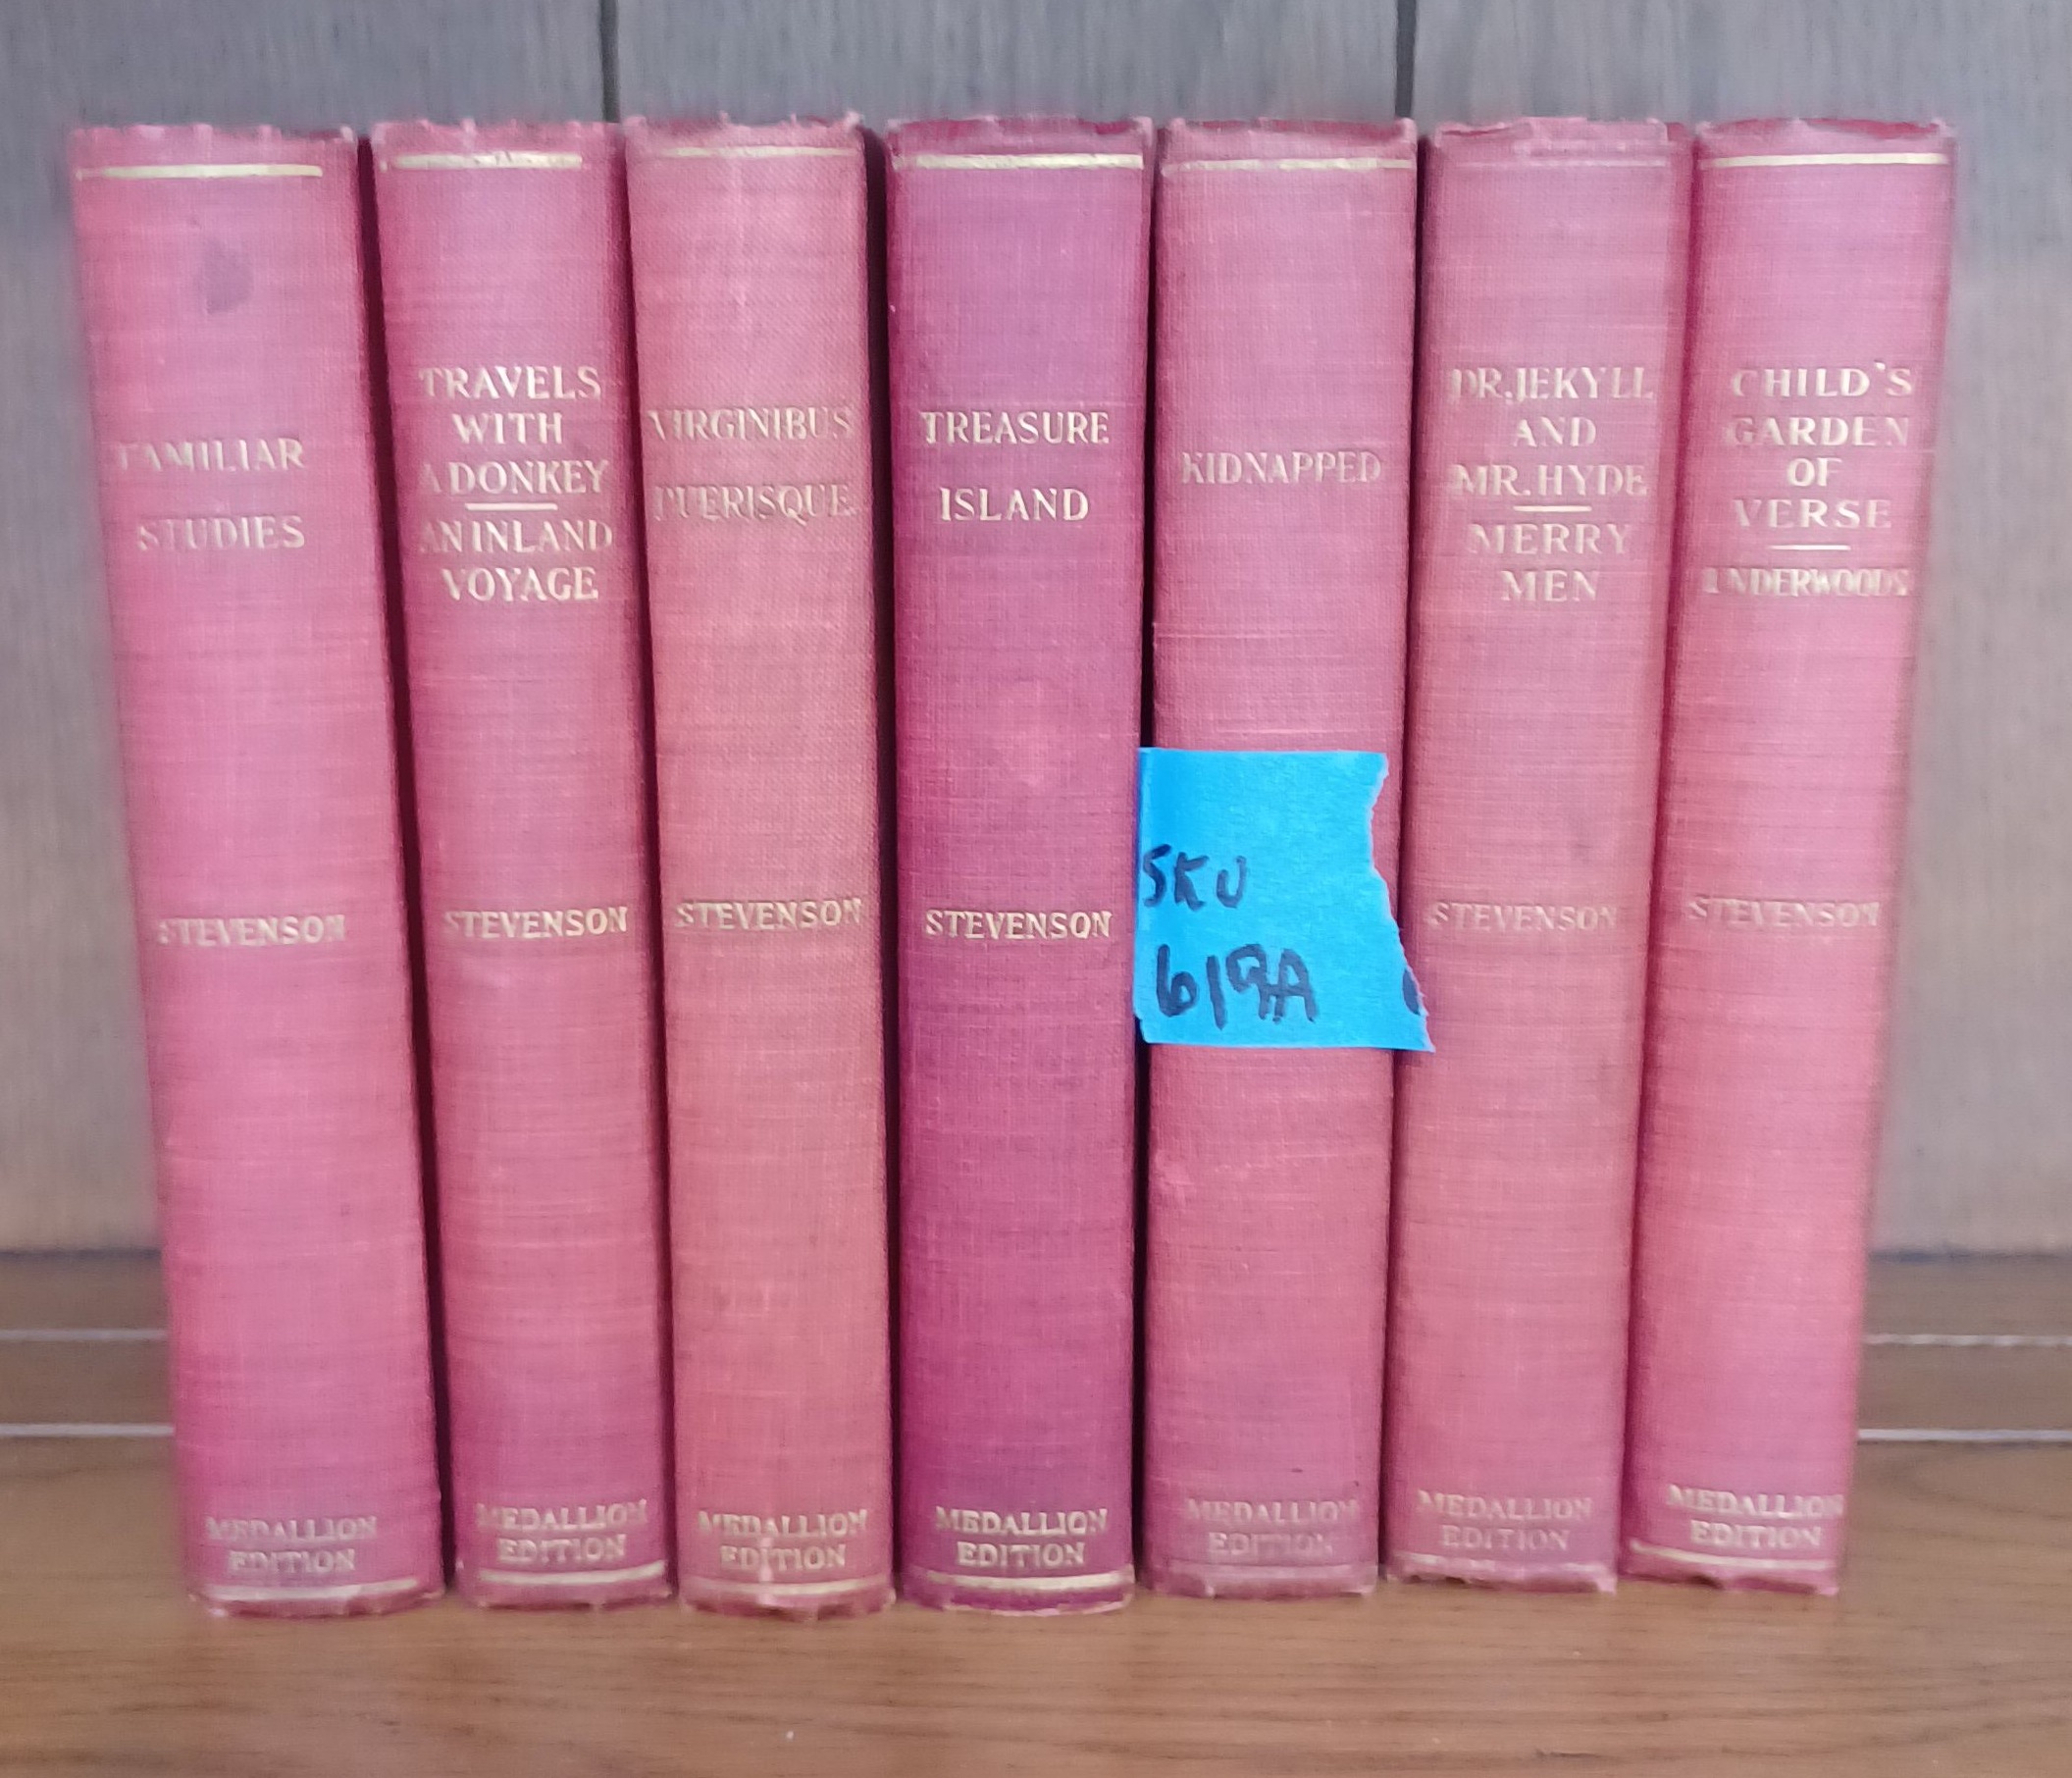 FAMILIAR
STUDIES
STEVENSON
MEDALLION
EDITION
TRAVELS
WITH
A DONKEY
AN INLAND
VOYAGE
STEVENSON
MEDALLION
EDITION
VIRGINIBUS
PUERISQUE
STEVENSON
MEDALLION
EDITION
TREASURE
ISLAND
STEVENSON
MEDALLION
EDITION
KIDNAPPED
SKU
619A
MEDALLION
EDITION
DR. JEKYLL
AND
MR. HYDE
MERRY
MEN
STEVENSON
MEDALLION
EDITION
CHILD'S
GARDEN
OF
VERSE
UNDERWOODS
STEVENSON
MEDALLION
EDITION